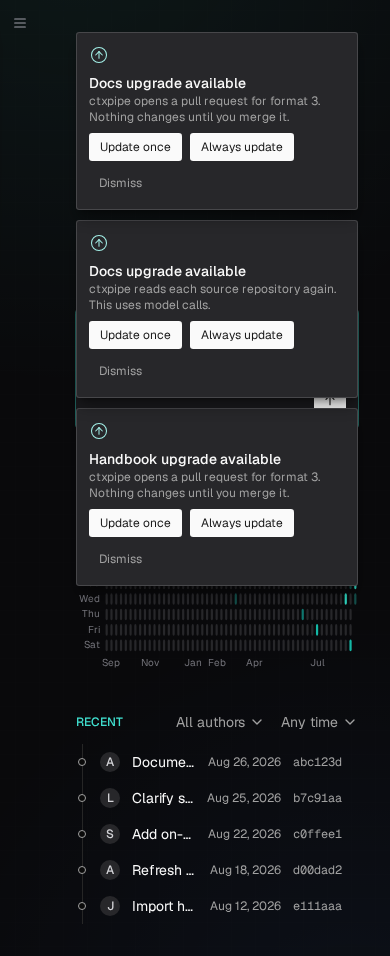 Docs upgrade available
ctxpipe opens a pull request for format 3.
Nothing changes until you merge it.
Update once Always update
Dismiss
Docs upgrade available
ctxpipe reads each source repository again.
This uses model calls.
Update once Always update
Dismiss
Handbook upgrade available
ctxpipe opens a pull request for format 3.
Nothing changes until you merge it.
Update once Always update
Dismiss
Wed
Thu
Fri
Sat
Sep Nov Jan Feb Apr Jul
RECENT All authors Any time
A Docume... Aug 26, 2026 abc123d
L Clarify s... Aug 25, 2026 b7c91aa
S Add on-... Aug 22, 2026 c0ffee1
A Refresh ... Aug 18, 2026 d00dad2
J Import h... Aug 12, 2026 e111aaa